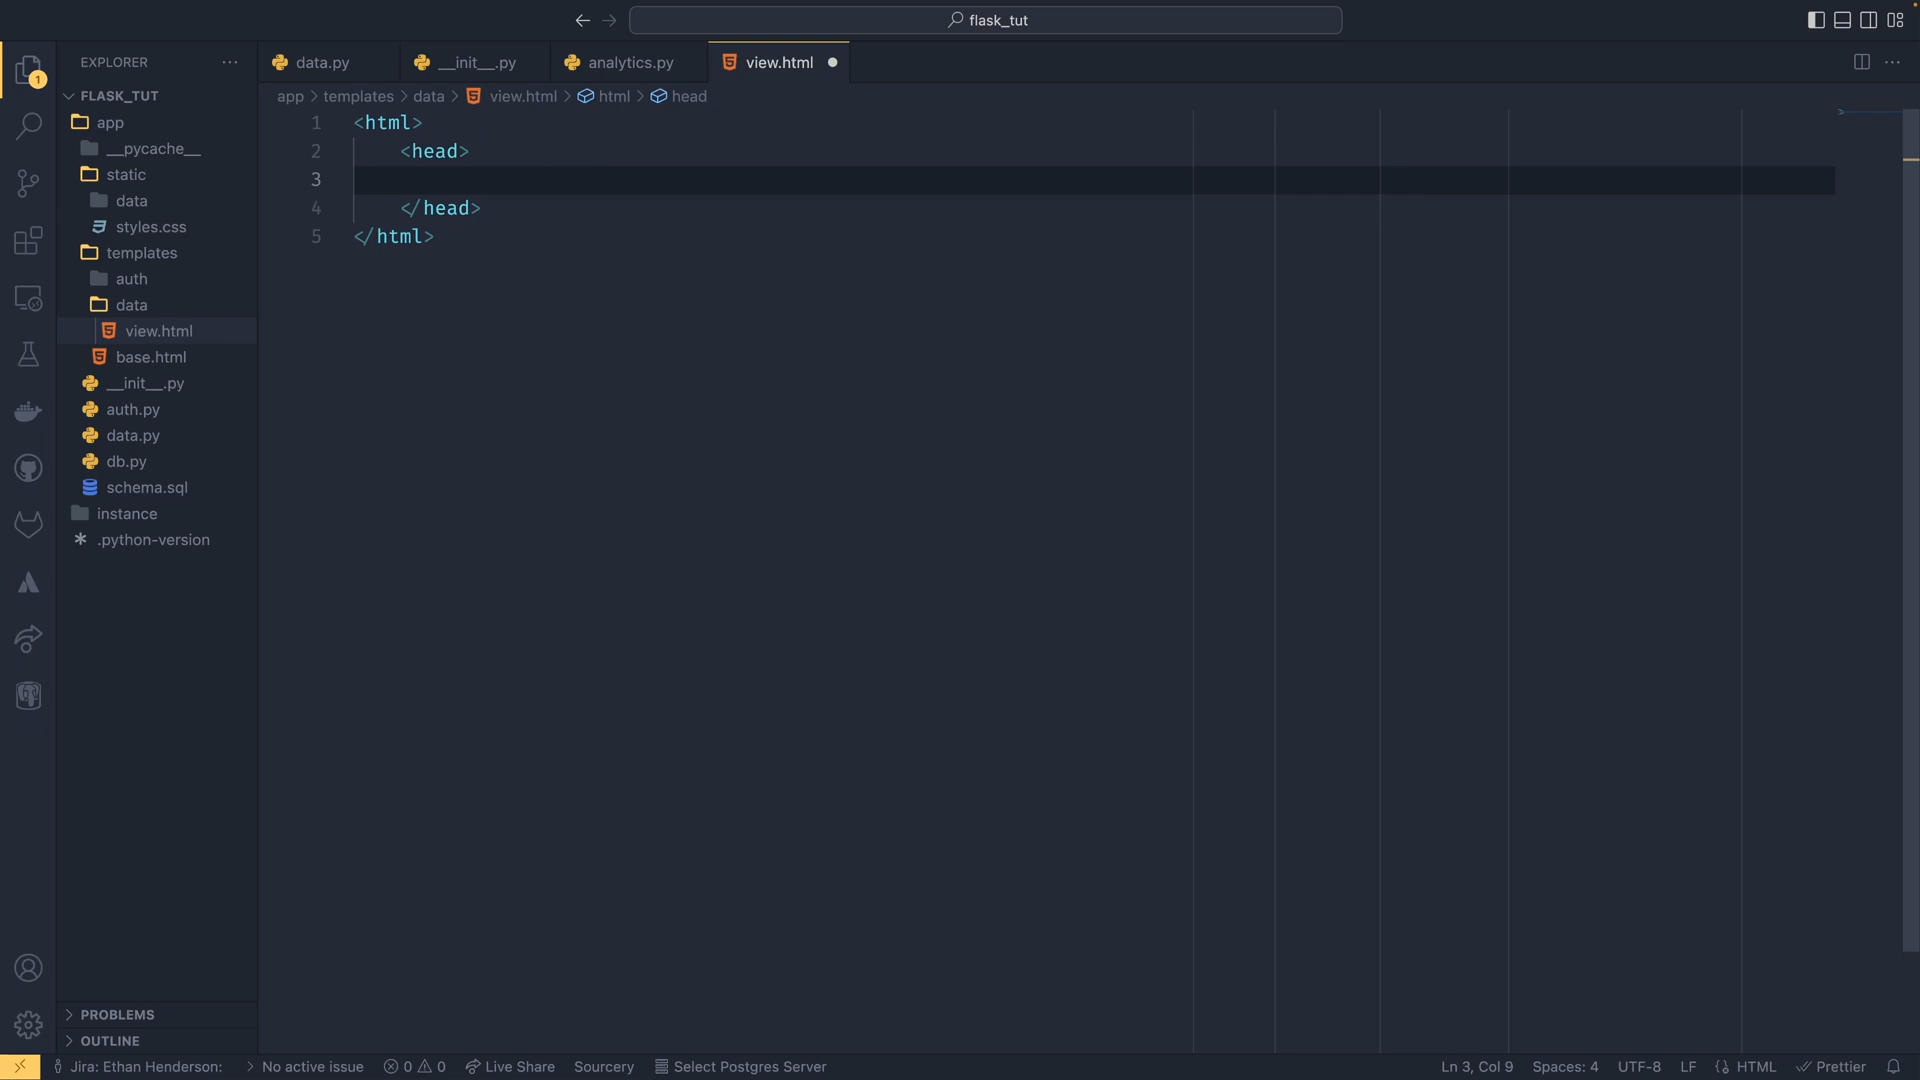 flask_tut
1
EXPLORER
data.py
__init__.py
analytics.py
view.html
FLASK_TUT
app
__pycache__
static
data
styles.css
templates
auth
data
view.html
base.html
__init__.py
auth.py
data.py
db.py
schema.sql
instance
.python-version
PROBLEMS
OUTLINE
app > templates > data > view.html > html > head
1 <html>
2 <head>
3
4 </head>
5 </html>
Jira: Ethan Henderson: > No active issue 0 0 Live Share Sourcery Select Postgres Server Ln 3, Col 9 Spaces: 4 UTF-8 LF HTML Prettier